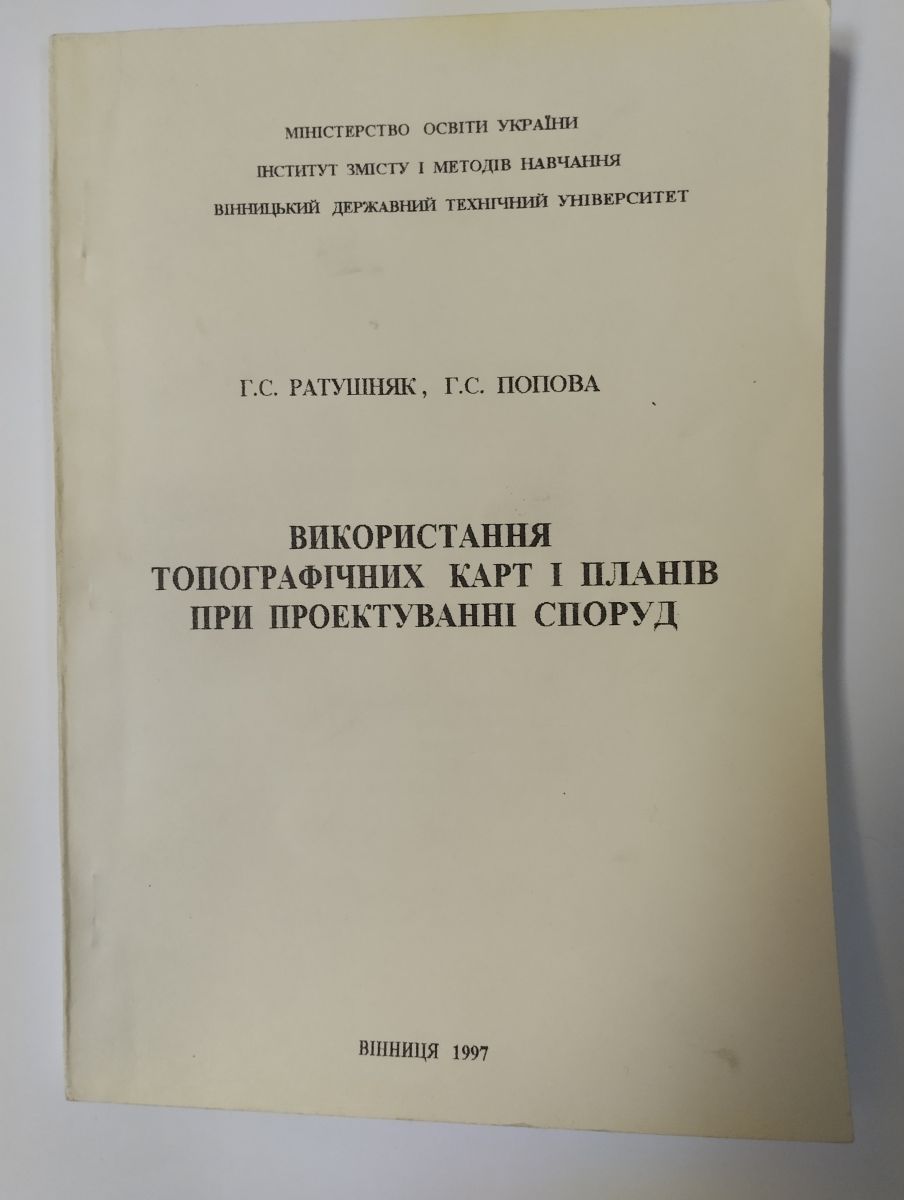 МІНІСТЕРСТВО ОСВІТИ УКРАЇНИ
ІНСТИТУТ ЗМІСТУ І МЕТОДІВ НАВЧАННЯ
ВІННИЦЬКИЙ ДЕРЖАВНИЙ ТЕХНІЧНИЙ УНІВЕРСИТЕТ
Г.С. РАТУШНЯК, Г.С. ПОПОВА
ВИКОРИСТАННЯ
ТОПОГРАФІЧНИХ КАРТ І ПЛАНІВ
ПРИ ПРОЕКТУВАННІ СПОРУД
ВІННИЦЯ 1997